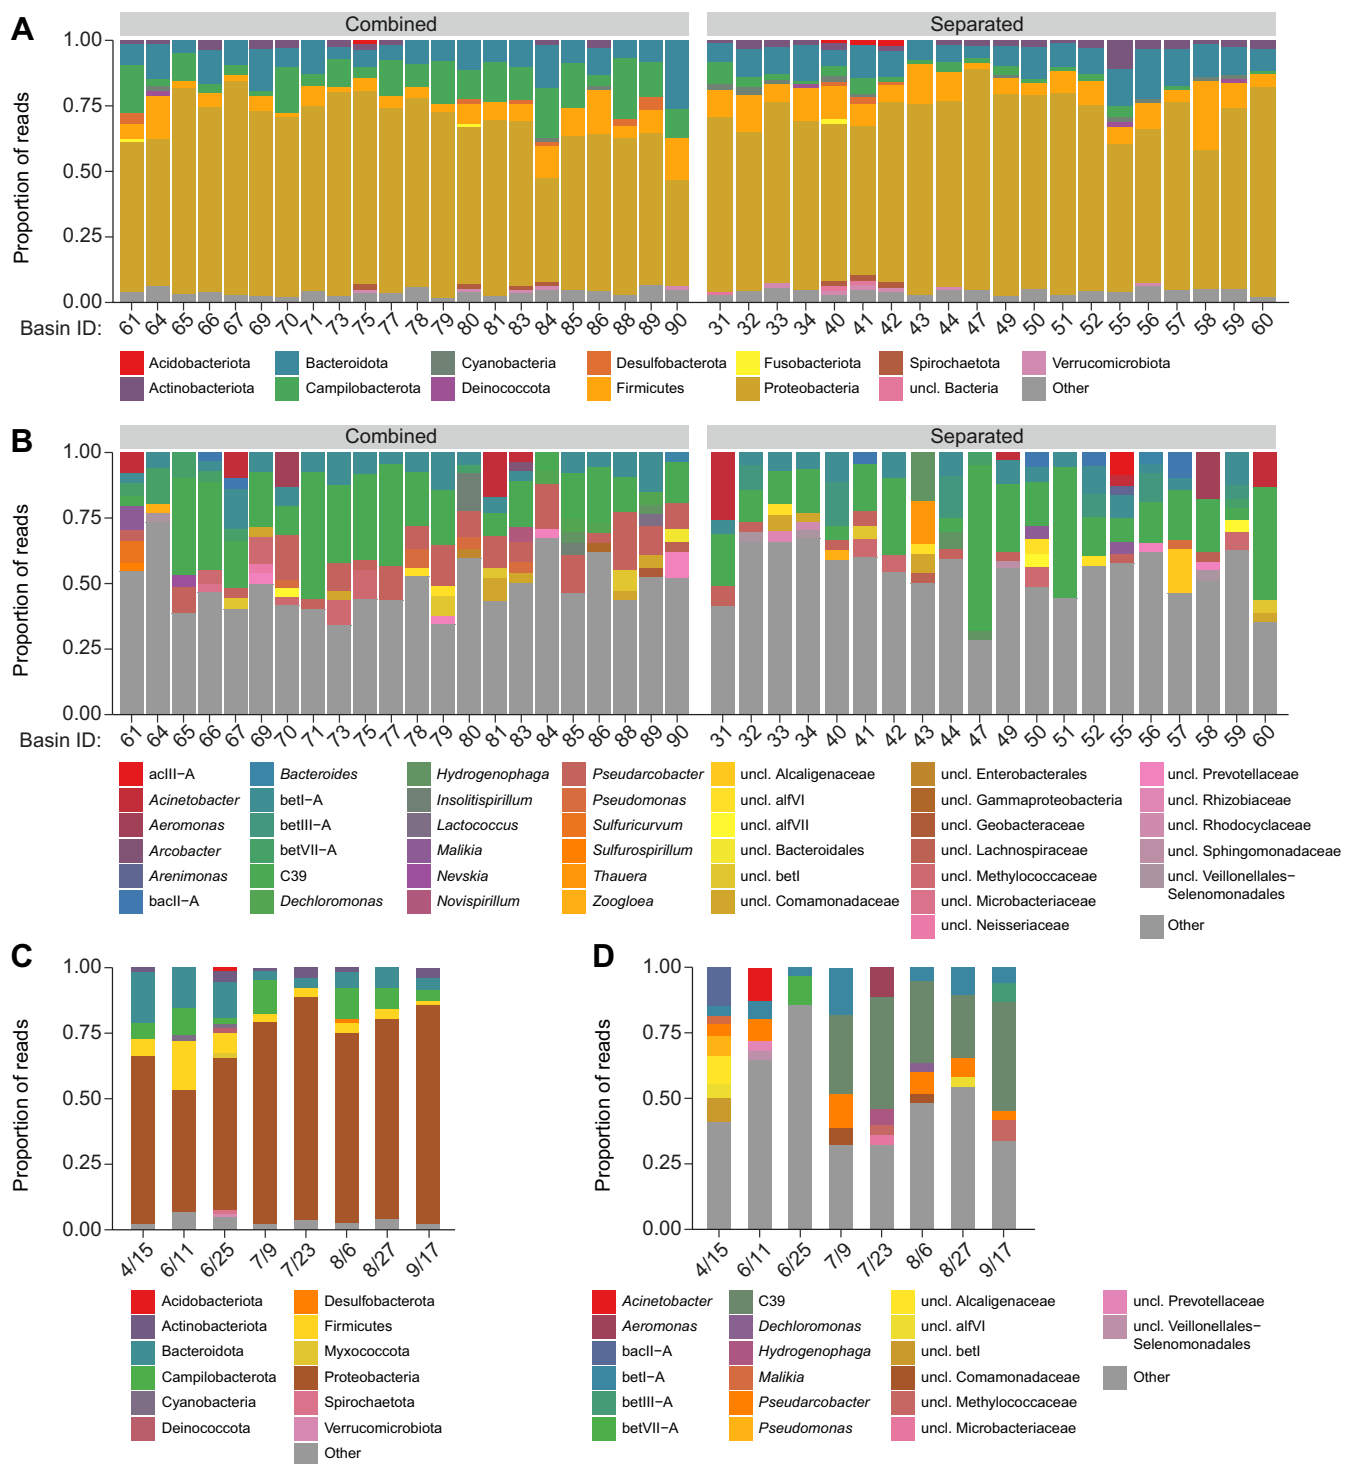 A
Combined
Separated
Proportion of reads
1.00
0.75
0.50
0.25
0.00
Basin ID:
61 64 65 66 67 69 70 71 73 75 77 78 79 80 81 83 84 85 86 88 89 90
31 32 33 34 40 41 42 43 44 47 49 50 51 52 55 56 57 58 59 60
Acidobacteriota Bacteroidota Cyanobacteria Desulfobacterota Fusobacteriota Spirochaetota Verrucomicrobiota
Actinobacteriota Campilobacterota Deinococcota Firmicutes Proteobacteria uncl. Bacteria Other
B
Combined
Separated
Proportion of reads
1.00
0.75
0.50
0.25
0.00
Basin ID:
61 64 65 66 67 69 70 71 73 75 77 78 79 80 81 83 84 85 86 88 89 90
31 32 33 34 40 41 42 43 44 47 49 50 51 52 55 56 57 58 59 60
acIII−A Bacteroides Hydrogenophaga Pseudarcobacter uncl. Alcaligenaceae uncl. Enterobacterales uncl. Prevotellaceae
Acinetobacter betI−A Insolitispirillum Pseudomonas uncl. alfVI uncl. Gammaproteobacteria uncl. Rhizobiaceae
Aeromonas betIII−A Lactococcus Sulfuricurvum uncl. alfVII uncl. Geobacteraceae uncl. Rhodocyclaceae
Arcobacter betVII−A Malikia Sulfurospirillum uncl. Bacteroidales uncl. Lachnospiraceae uncl. Sphingomonadaceae
Arenimonas C39 Nevskia Thauera uncl. betI uncl. Methylococcaceae uncl. Veillonellales−
Selenomonadales
bacII−A Dechloromonas Novispirillum Zoogloea uncl. Comamonadaceae uncl. Microbacteriaceae
uncl. Neisseriaceae Other
C
Proportion of reads
1.00
0.75
0.50
0.25
0.00
4/15 6/11 6/25 7/9 7/23 8/6 8/27 9/17
Acidobacteriota Desulfobacterota
Actinobacteriota Firmicutes
Bacteroidota Myxococcota
Campilobacterota Proteobacteria
Cyanobacteria Spirochaetota
Deinococcota Verrucomicrobiota
Other
D
Proportion of reads
1.00
0.75
0.50
0.25
0.00
4/15 6/11 6/25 7/9 7/23 8/6 8/27 9/17
Acinetobacter C39 uncl. Alcaligenaceae uncl. Prevotellaceae
Aeromonas Dechloromonas uncl. alfVI uncl. Veillonellales−
Selenomonadales
bacII−A Hydrogenophaga uncl. betI
betI−A Malikia uncl. Comamonadaceae Other
betIII−A Pseudarcobacter uncl. Methylococcaceae
betVII−A Pseudomonas uncl. Microbacteriaceae